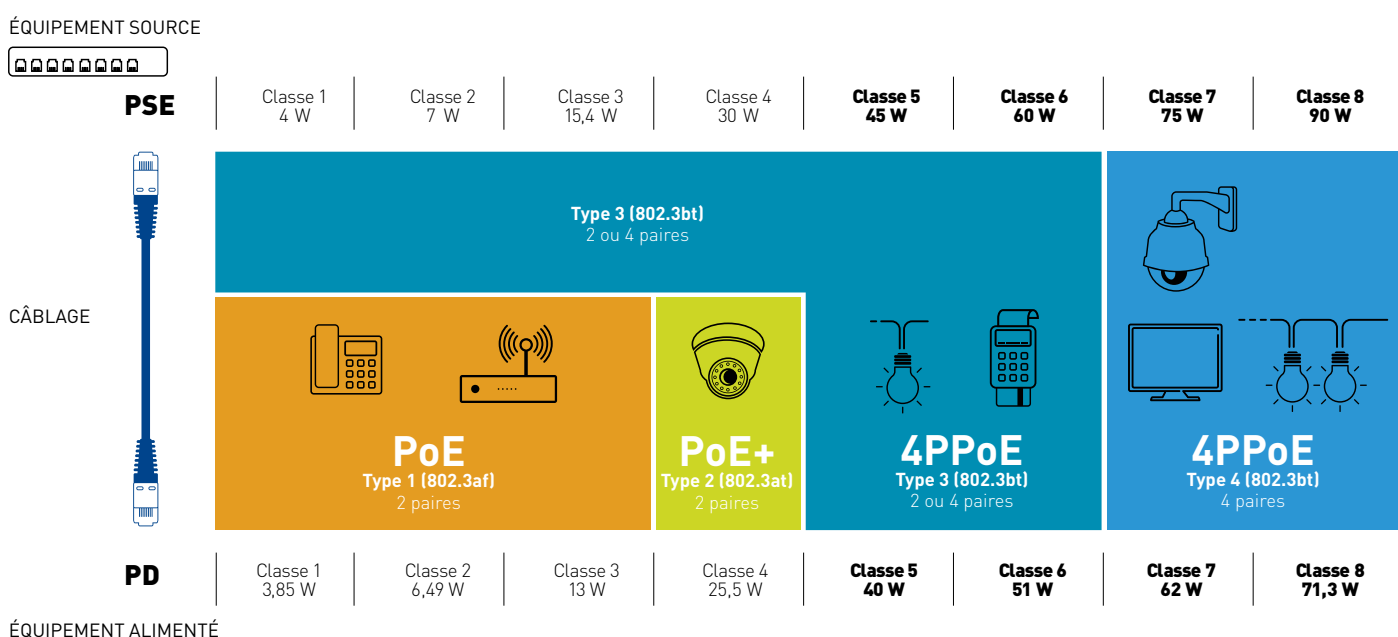 ÉQUIPEMENT SOURCE
PSE
Classe 1
4 W
Classe 2
7 W
Classe 3
15,4 W
Classe 4
30 W
Classe 5
45 W
Classe 6
60 W
Classe 7
75 W
Classe 8
90 W
Type 3 (802.3bt)
2 ou 4 paires
CÂBLAGE
PoE
Type 1 (802.3af)
2 paires
PoE+
Type 2 (802.3at)
2 paires
4PPoE
Type 3 (802.3bt)
2 ou 4 paires
4PPoE
Type 4 (802.3bt)
4 paires
PD
Classe 1
3,85 W
Classe 2
6,49 W
Classe 3
13 W
Classe 4
25,5 W
Classe 5
40 W
Classe 6
51 W
Classe 7
62 W
Classe 8
71,3 W
ÉQUIPEMENT ALIMENTÉ